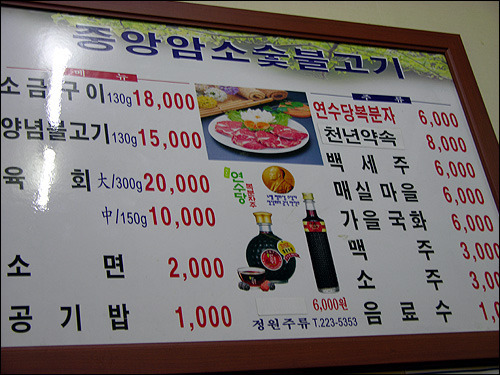 중앙암소숯불고기
소금구이 130g 18,000
양념불고기 130g 15,000
육 회 大/300g 20,000
中/150g 10,000
소 면 2,000
공 기 밥 1,000
주 류
연수당복분자 6,000
천년약속 8,000
백 세 주 6,000
매실 마을 6,000
가을 국화 6,000
맥 주 3,000
소 주 3,0
음 료 수 1,
연수당
6,000원
정원주류 T.223-5353